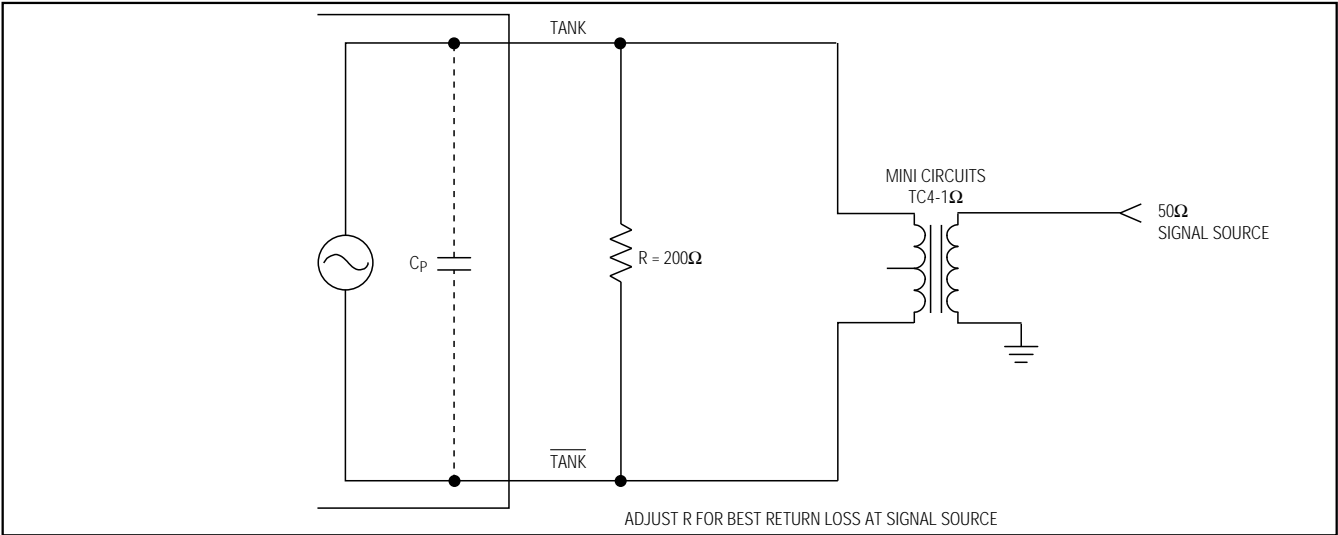 TANK
MINI CIRCUITS
TC4-1Ω
50Ω
SIGNAL SOURCE
CP
R = 200Ω
TANK
ADJUST R FOR BEST RETURN LOSS AT SIGNAL SOURCE